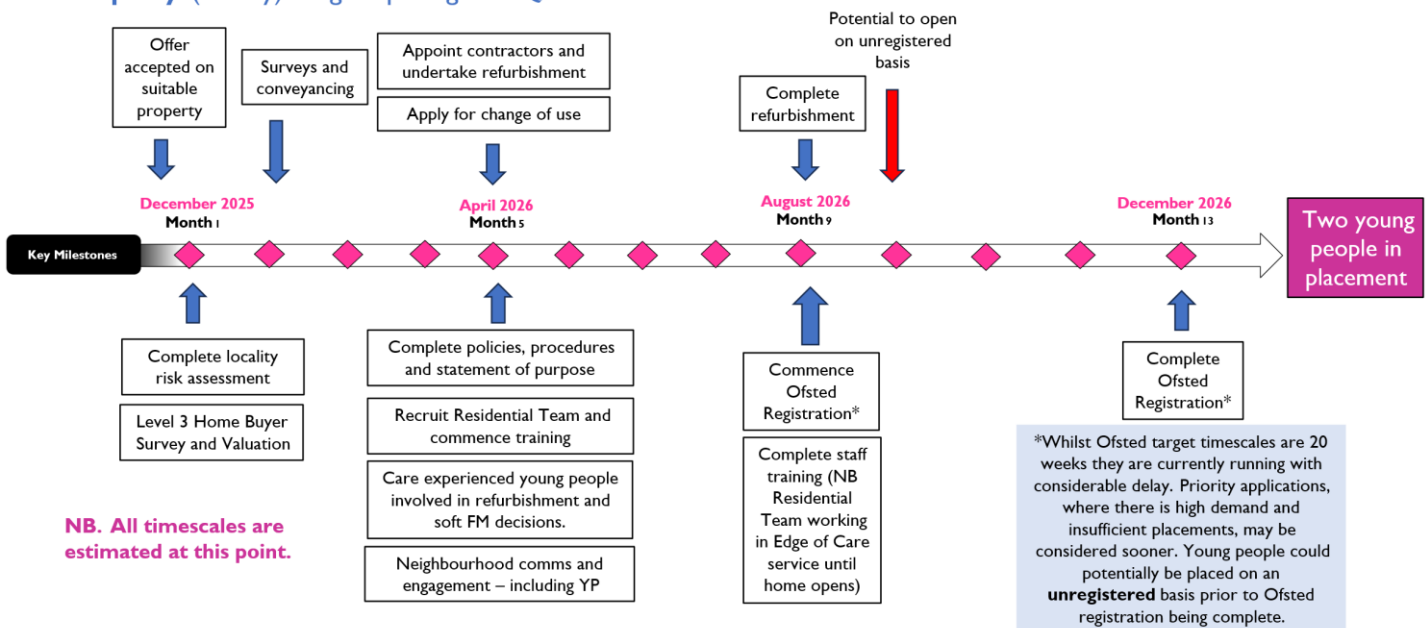 Potential to open
on unregistered
basis
Offer
accepted on
suitable
property
Surveys and
conveyancing
Appoint contractors and
undertake refurbishment
Apply for change of use
Complete
refurbishment
December 2025
Month 1
April 2026
Month 5
August 2026
Month 9
December 2026
Month 13
Key Milestones
Two young
people in
placement
Complete locality
risk assessment
Level 3 Home Buyer
Survey and Valuation
Complete policies, procedures
and statement of purpose
Recruit Residential Team and
commence training
Care experienced young people
involved in refurbishment and
soft FM decisions.
Neighbourhood comms and
engagement – including YP
Commence
Ofsted
Registration*
Complete staff
training (NB
Residential
Team working
in Edge of Care
service until
home opens)
Complete
Ofsted
Registration*
*Whilst Ofsted target timescales are 20
weeks they are currently running with
considerable delay. Priority applications,
where there is high demand and
insufficient placements, may be
considered sooner. Young people could
potentially be placed on an
unregistered basis prior to Ofsted
registration being complete.
NB. All timescales are
estimated at this point.